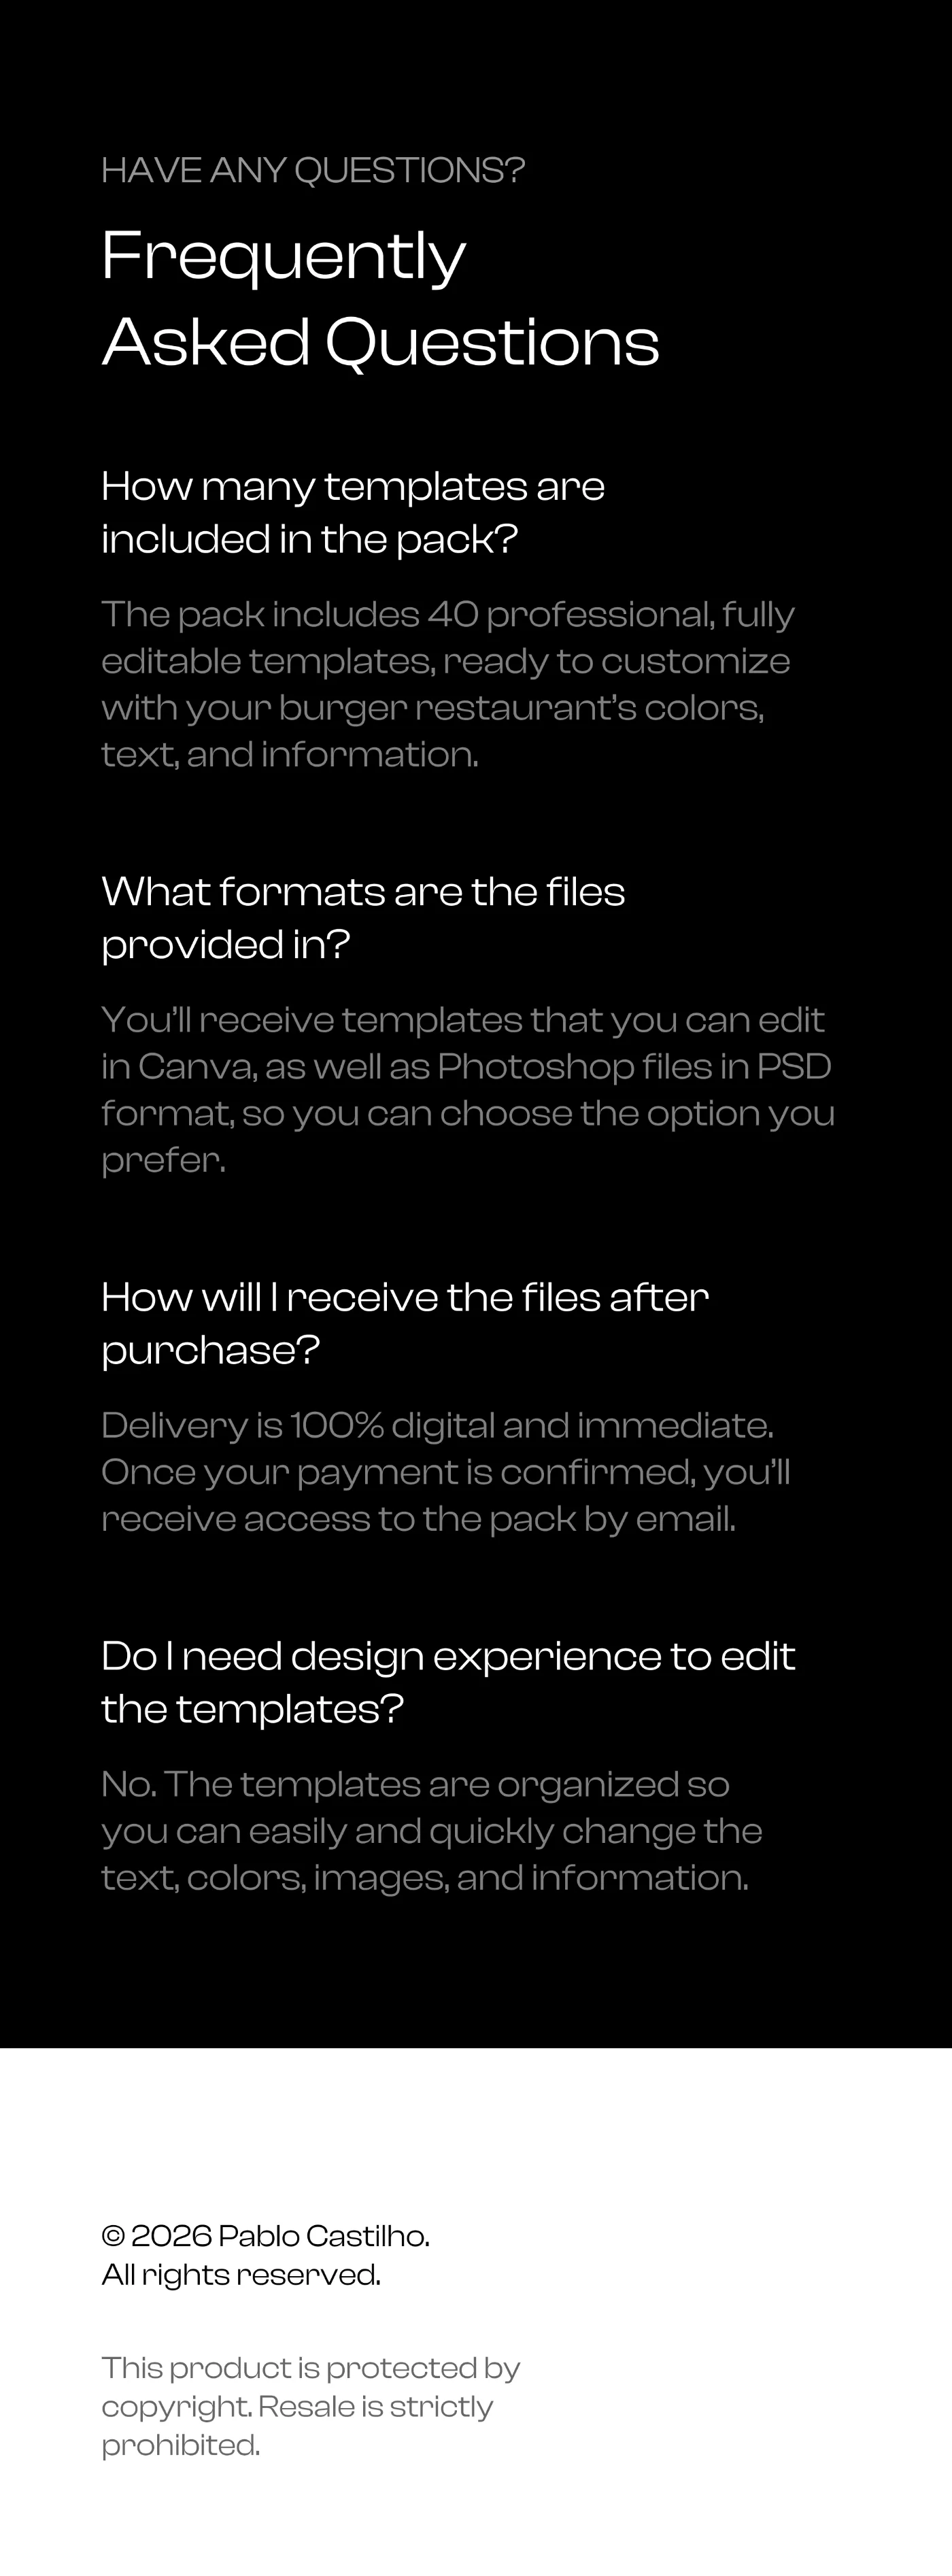 HAVE ANY QUESTIONS?
Frequently
Asked Questions
How many templates are
included in the pack?
The pack includes 40 professional, fully
editable templates, ready to customize
with your burger restaurant’s colors,
text, and information.
What formats are the files
provided in?
You’ll receive templates that you can edit
in Canva, as well as Photoshop files in PSD
format, so you can choose the option you
prefer.
How will I receive the files after
purchase?
Delivery is 100% digital and immediate.
Once your payment is confirmed, you’ll
receive access to the pack by email.
Do I need design experience to edit
the templates?
No. The templates are organized so
you can easily and quickly change the
text, colors, images, and information.
© 2026 Pablo Castilho.
All rights reserved.
This product is protected by
copyright. Resale is strictly
prohibited.